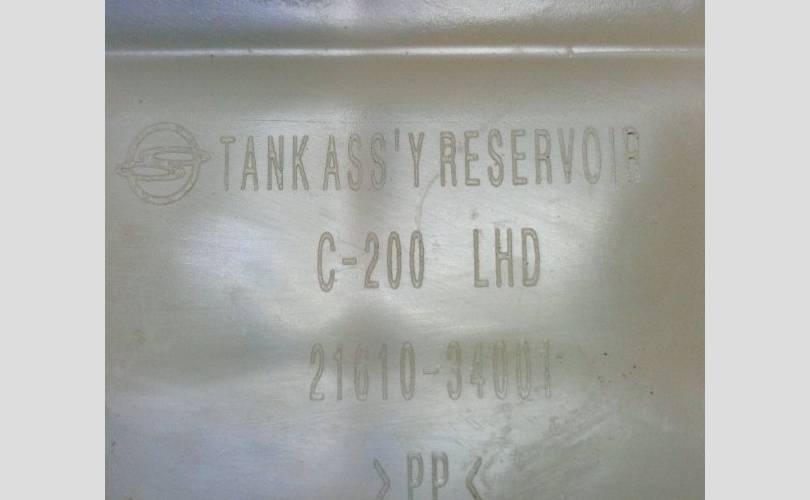 TANK ASS'Y RESERVOIR
C-200 LHD
21610-34001
>PP<